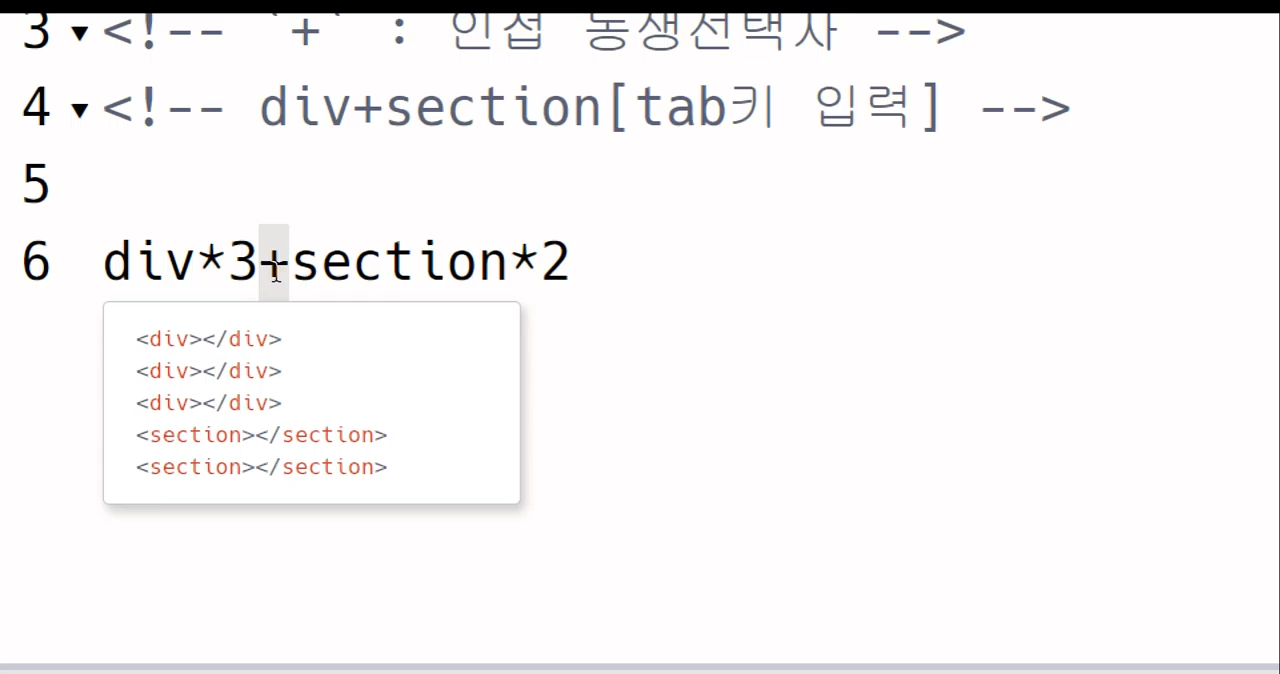 3 <!-- `+` : 인접 동생선택자 -->
4 <!-- div+section[tab키 입력] -->
5
6 div*3+section*2
<div></div>
<div></div>
<div></div>
<section></section>
<section></section>